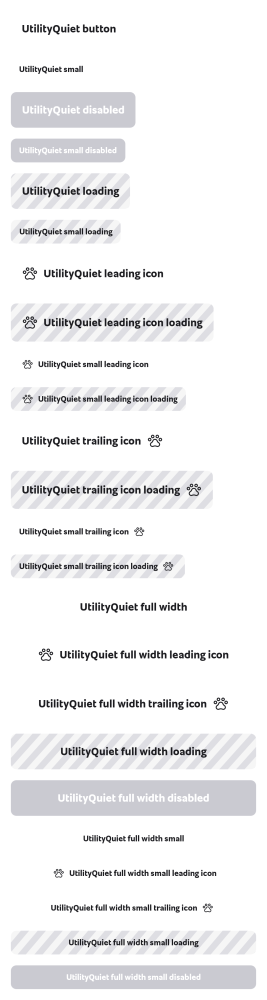 UtilityQuiet button
UtilityQuiet small
UtilityQuiet disabled
UtilityQuiet small disabled
UtilityQuiet loading
UtilityQuiet small loading
UtilityQuiet leading icon
UtilityQuiet leading icon loading
UtilityQuiet small leading icon
UtilityQuiet small leading icon loading
UtilityQuiet trailing icon
UtilityQuiet trailing icon loading
UtilityQuiet small trailing icon
UtilityQuiet small trailing icon loading
UtilityQuiet full width
UtilityQuiet full width leading icon
UtilityQuiet full width trailing icon
UtilityQuiet full width loading
UtilityQuiet full width disabled
UtilityQuiet full width small
UtilityQuiet full width small leading icon
UtilityQuiet full width small trailing icon
UtilityQuiet full width small loading
UtilityQuiet full width small disabled